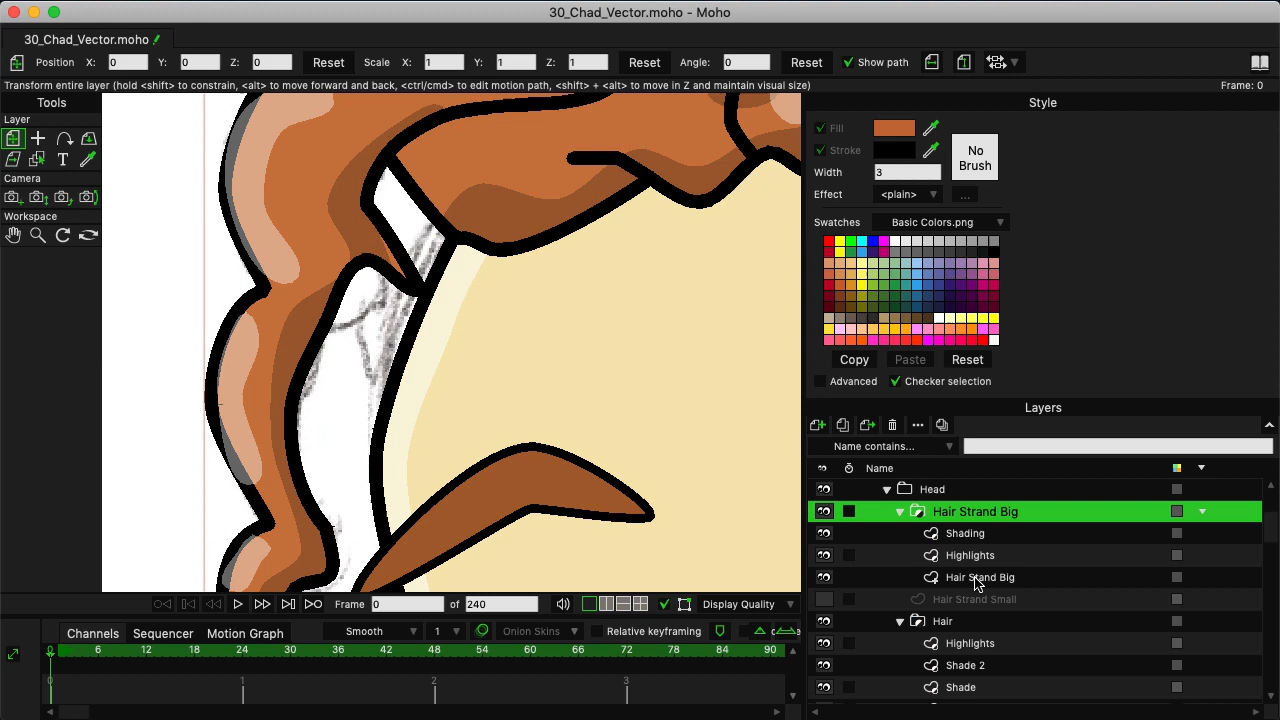 30_Chad_Vector.moho - Moho
30_Chad_Vector.moho
Position X: 0 Y: 0 Z: 0 Reset Scale X: 1 Y: 1 Z: 1 Reset Angle: 0 Reset Show path
Transform entire layer (hold <shift> to constrain, <alt> to move forward and back, <ctrl/cmd> to edit motion path, <shift> + <alt> to move in Z and maintain visual size) Frame: 0
Tools
Layer
Camera
Workspace
Style
Fill
Stroke
No Brush
Width 3
Effect <plain> ...
Swatches Basic Colors.png
Copy Paste Reset
Advanced Checker selection
Layers
Name contains...
Name
Head
Hair Strand Big
Shading
Highlights
Hair Strand Big
Hair Strand Small
Hair
Highlights
Shade 2
Shade
Frame 0 of 240 Display Quality
Channels Sequencer Motion Graph Smooth 1 Onion Skins Relative keyframing
0 6 12 18 24 30 36 42 48 54 60 66 72 78 84 90
0 1 2 3